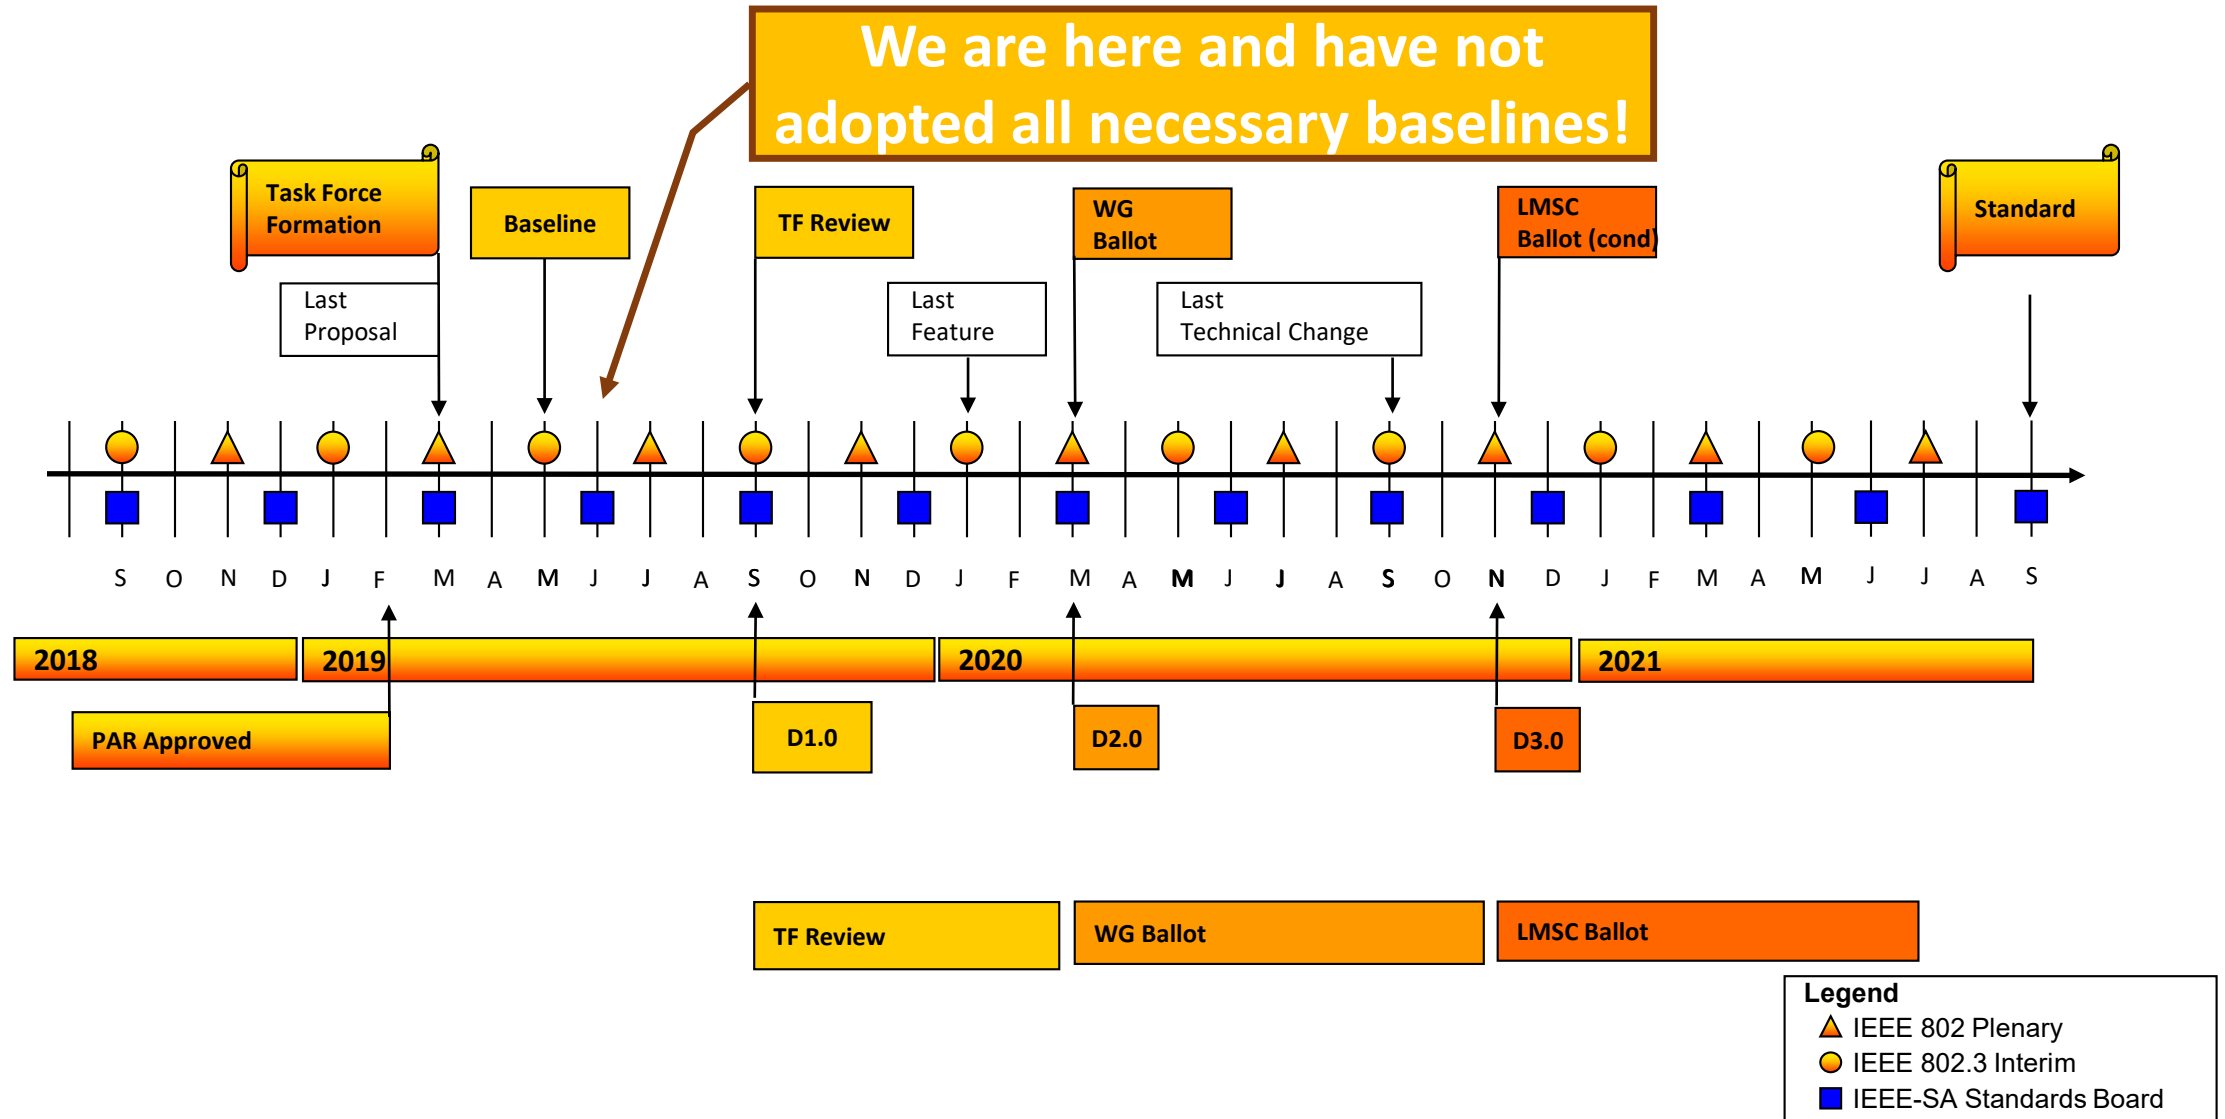 We are here and have not
adopted all necessary baselines!
Task Force
Formation
Baseline
TF Review
WG
Ballot
LMSC
Ballot (cond)
Standard
Last
Proposal
Last
Feature
Last
Technical Change
S O N D J F M A M J J A S O N D J F M A M J J A S O N D J F M A M J J A S
2018 2019 2020 2021
PAR Approved
D1.0
D2.0
D3.0
TF Review
WG Ballot
LMSC Ballot
Legend
IEEE 802 Plenary
IEEE 802.3 Interim
IEEE-SA Standards Board